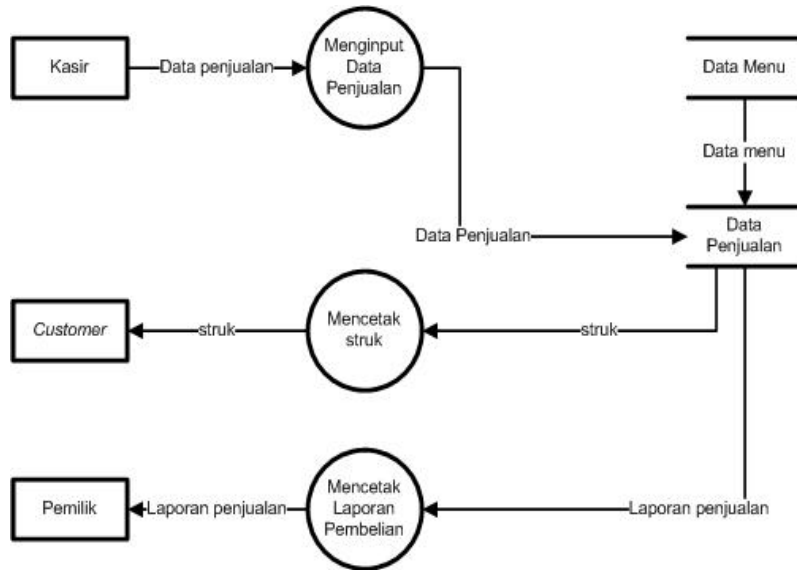 Kasir
Data penjualan
Menginput
Data
Penjualan
Data Menu
Data menu
Data Penjualan
Data
Penjualan
Customer
struk
Mencetak
struk
struk
Pemilik
Laporan penjualan
Mencetak
Laporan
Pembelian
Laporan penjualan